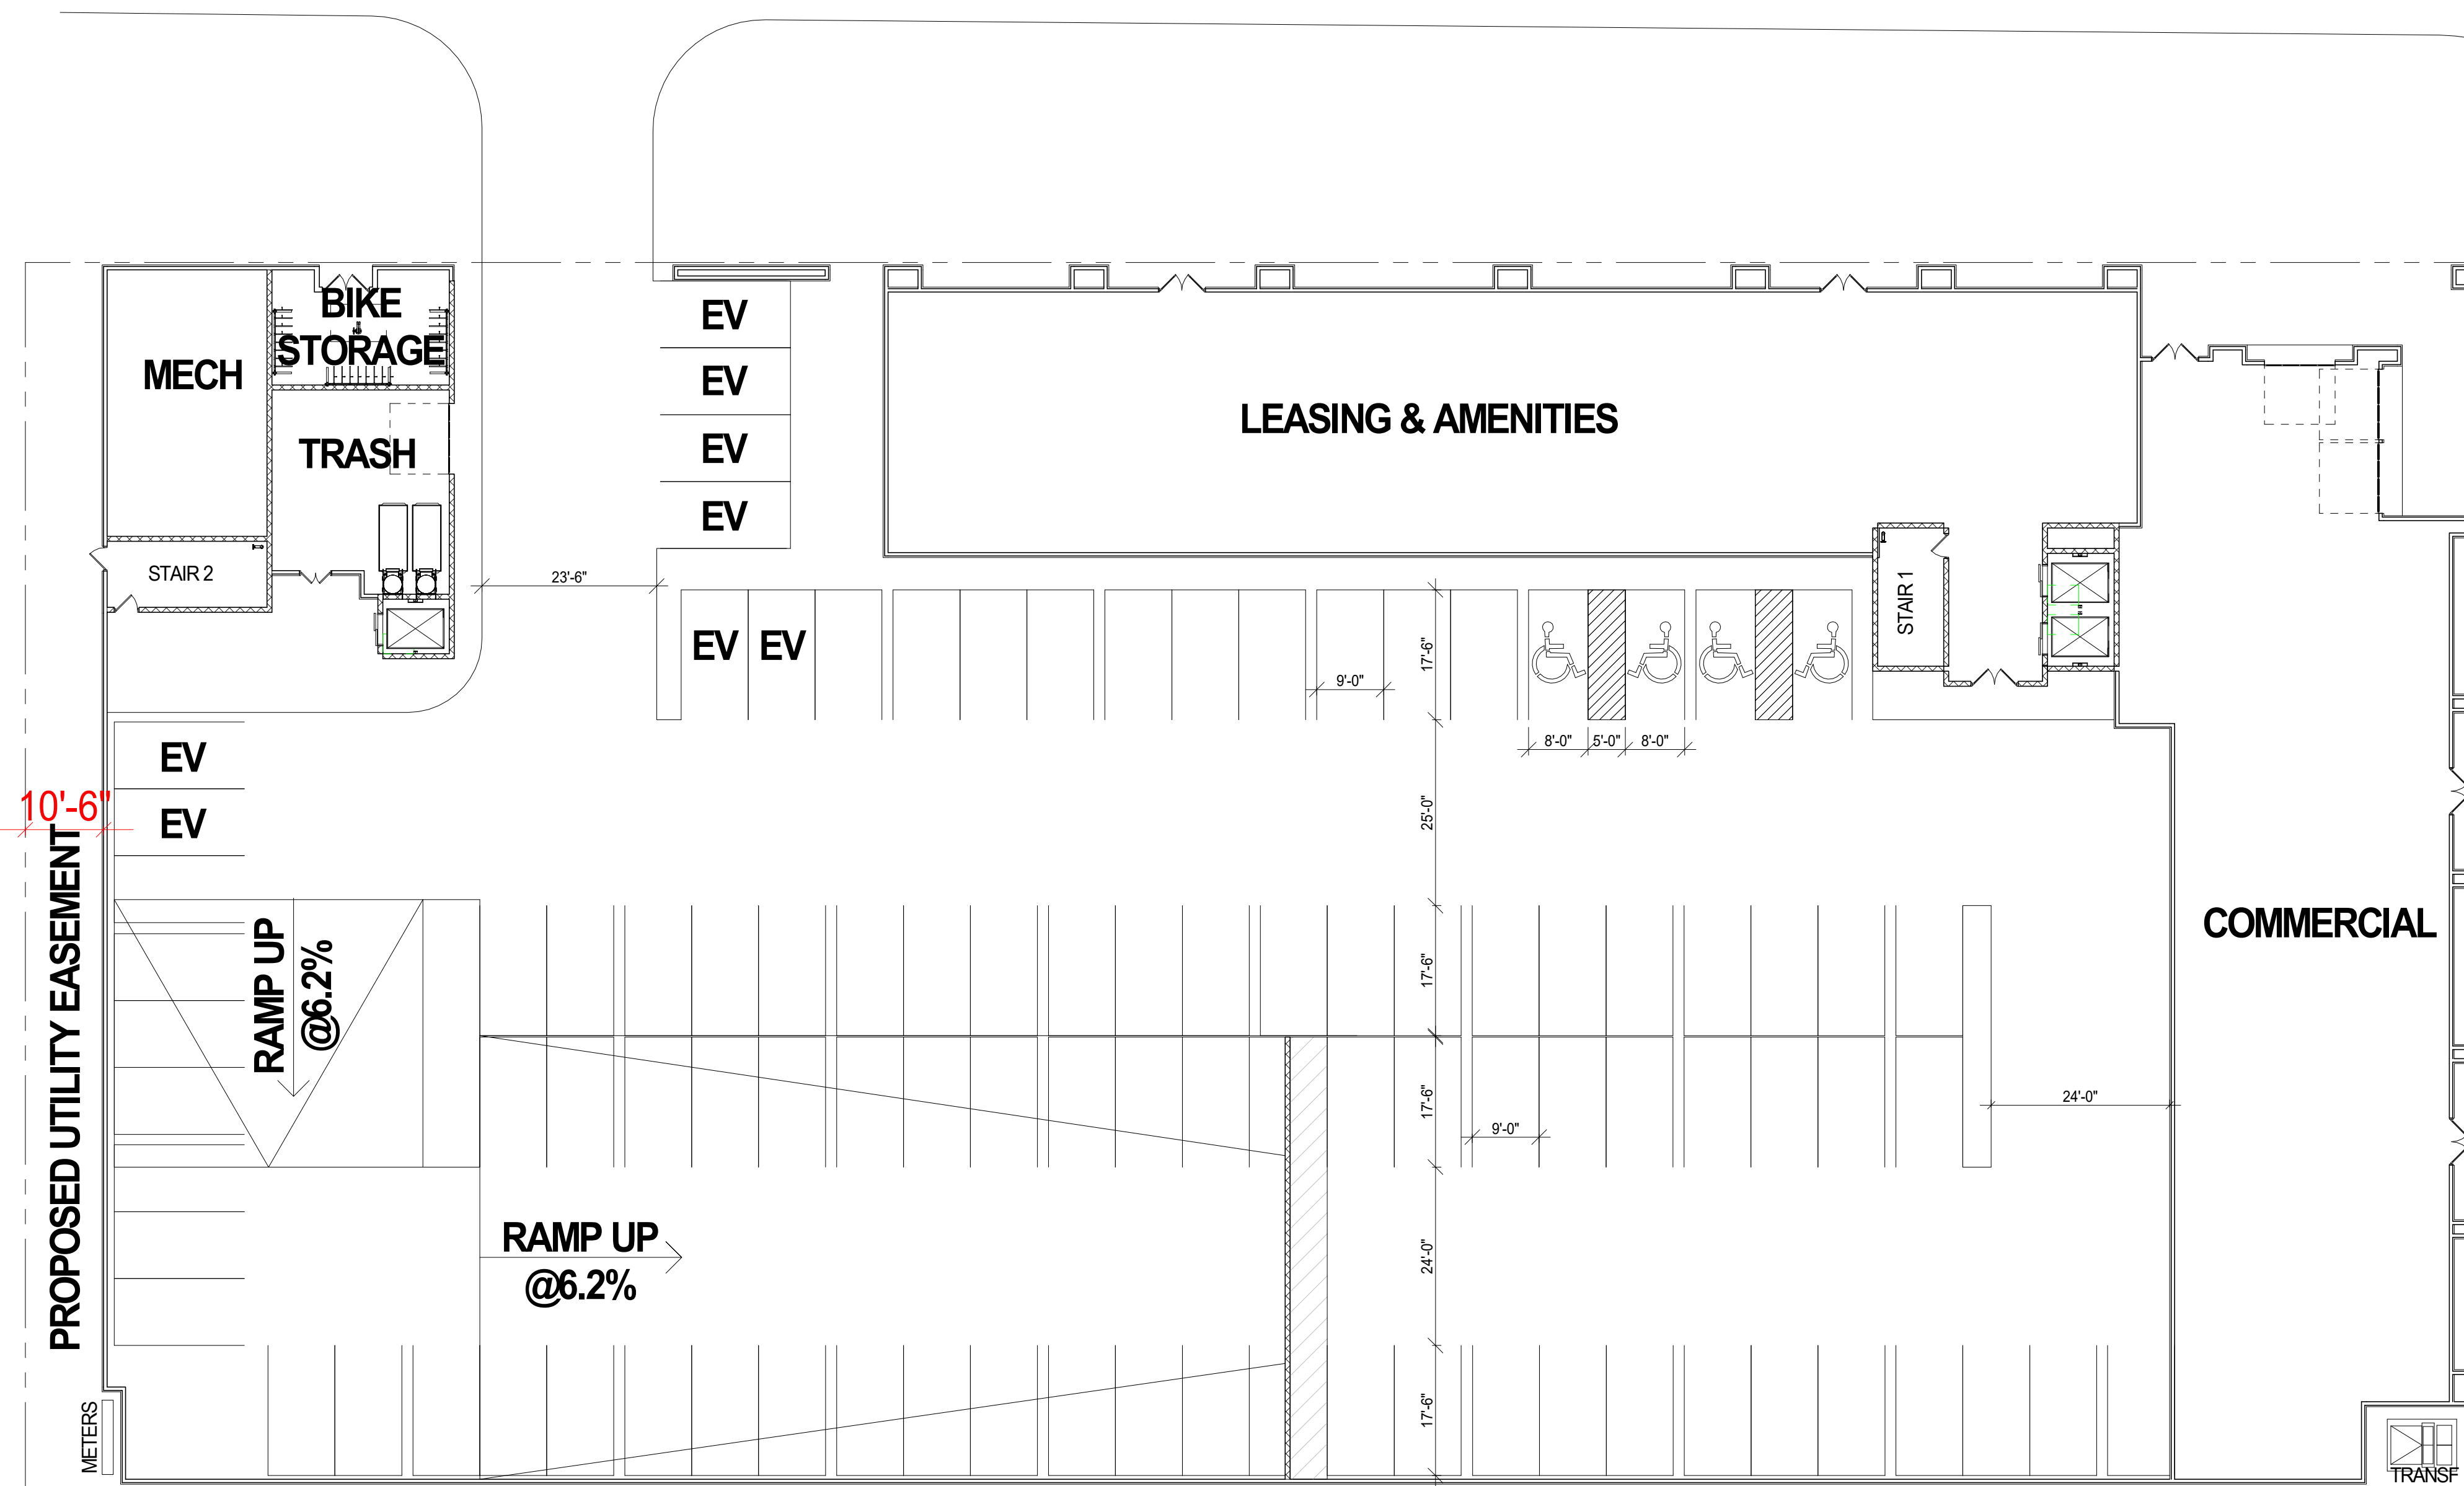 BIKE
STORAGE
MECH
TRASH
STAIR 2
EV
EV
EV
EV
LEASING & AMENITIES
23'-6"
STAIR 1
EV EV
17'-6"
9'-0"
8'-0" 5'-0" 8'-0"
EV
EV
10'-6"
25'-0"
PROPOSED UTILITY EASEMENT
RAMP UP
@6.2%
COMMERCIAL
17'-6"
17'-6"
9'-0"
24'-0"
RAMP UP
@6.2%
24'-0"
17'-6"
METERS
TRANSF